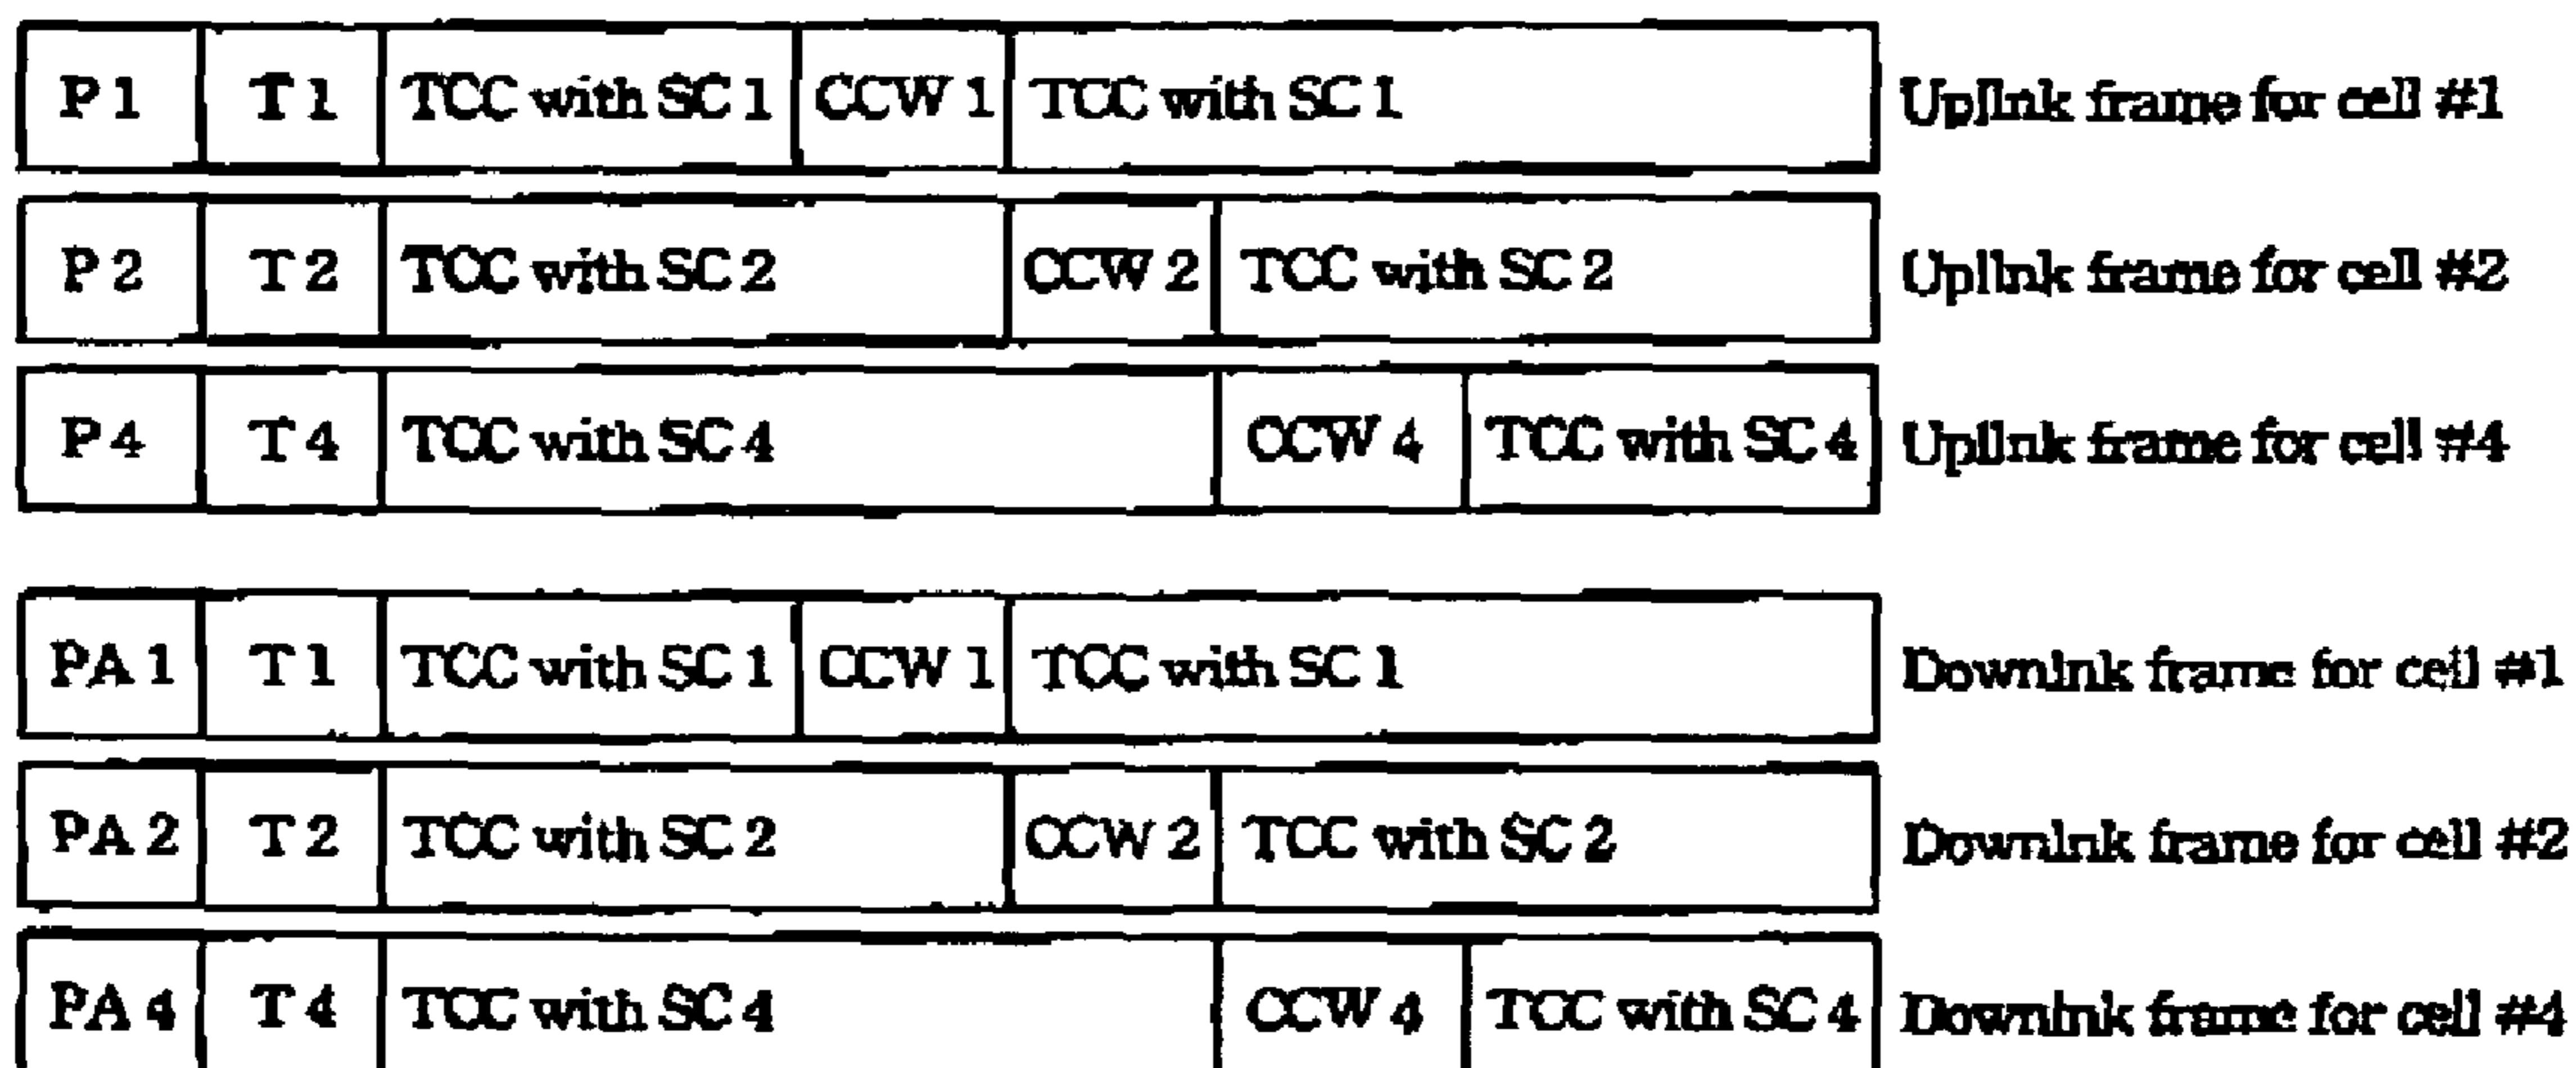 P 1 T 1 TCC with SC 1 CCW 1 TCC with SC 1 Uplink frame for cell #1
P 2 T 2 TCC with SC 2 CCW 2 TCC with SC 2 Uplink frame for cell #2
P 4 T 4 TCC with SC 4 CCW 4 TCC with SC 4 Uplink frame for cell #4
PA 1 T 1 TCC with SC 1 CCW 1 TCC with SC 1 Downlnk frame for cell #1
PA 2 T 2 TCC with SC 2 CCW 2 TCC with SC 2 Downlnk frame for cell #2
PA 4 T 4 TCC with SC 4 CCW 4 TCC with SC 4 Downlnk frame for cell #4